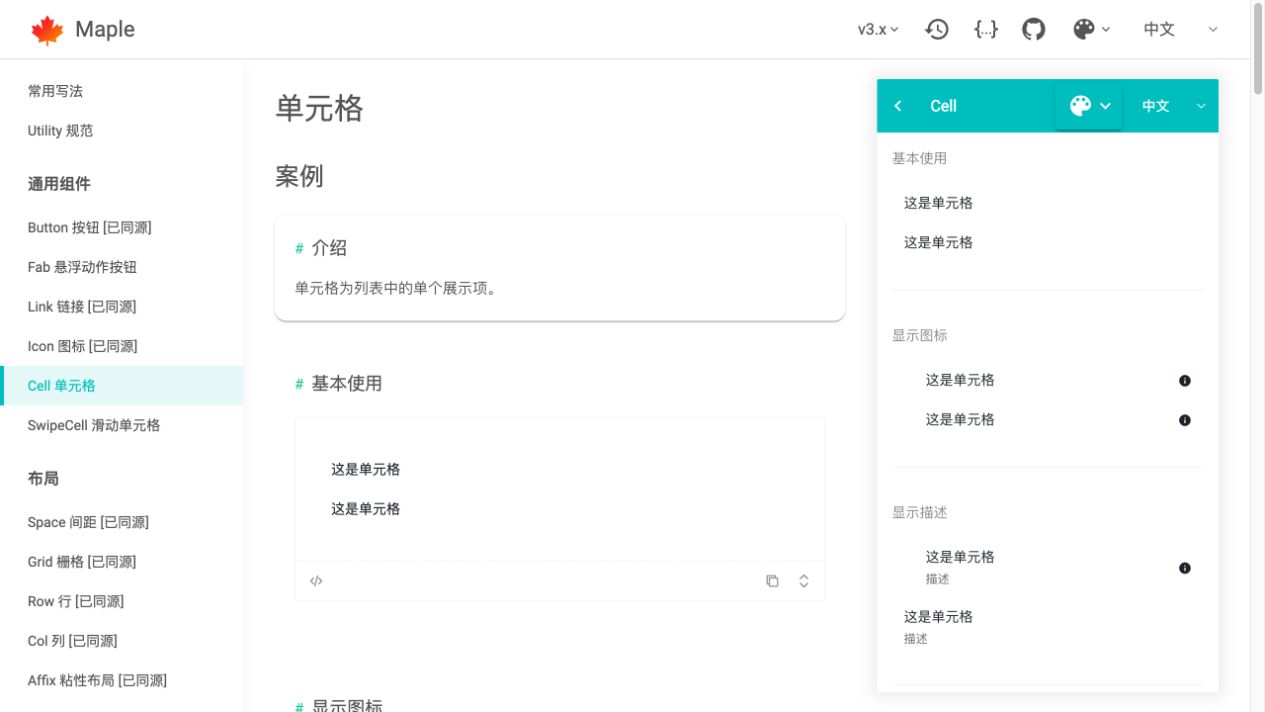 Maple
v3.x
中文
常用写法
Utility 规范
通用组件
Button 按钮 [已同源]
Fab 悬浮动作按钮
Link 链接 [已同源]
Icon 图标 [已同源]
Cell 单元格
SwipeCell 滑动单元格
布局
Space 间距 [已同源]
Grid 栅格 [已同源]
Row 行 [已同源]
Col 列 [已同源]
Affix 粘性布局 [已同源]
单元格
案例
# 介绍
单元格为列表中的单个展示项。
# 基本使用
这是单元格
这是单元格
# 显示图标
Cell
中文
基本使用
这是单元格
这是单元格
显示图标
这是单元格
这是单元格
显示描述
这是单元格
描述
这是单元格
描述